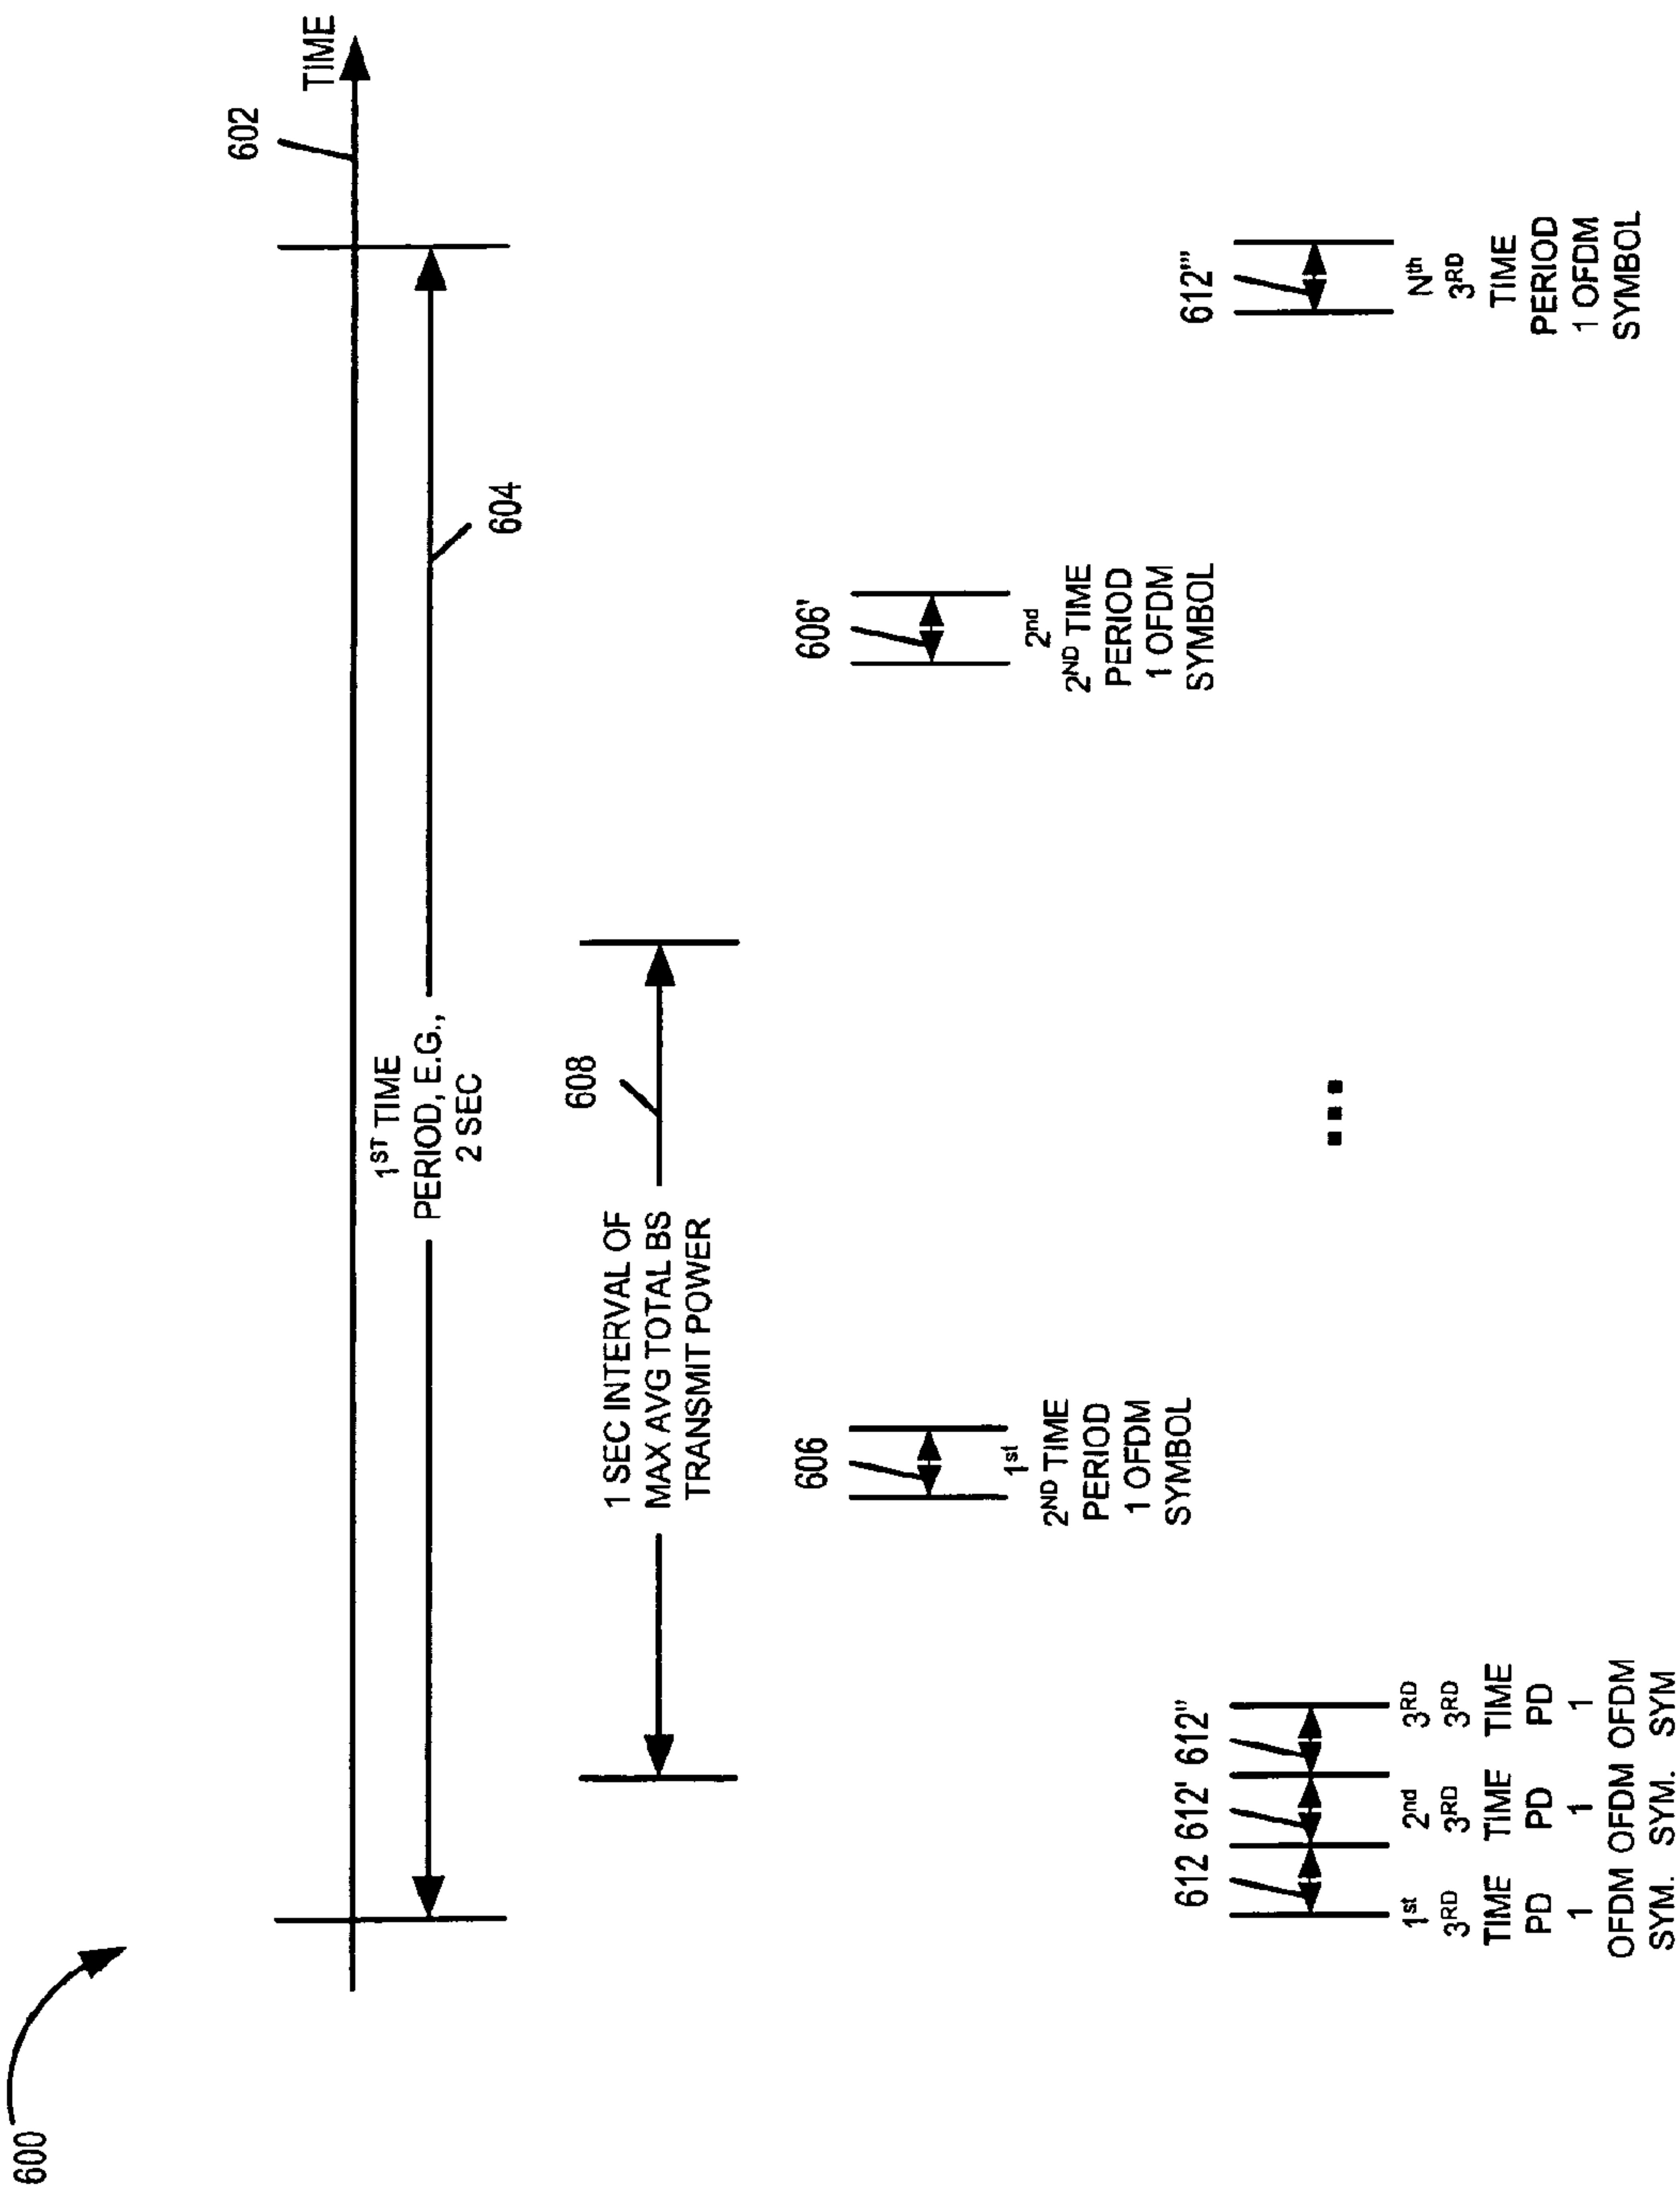 600
TIME
602
1ST TIME
PERIOD, E.G.,
2 SEC
604
608
1 SEC INTERVAL OF
MAX AVG TOTAL BS
TRANSMIT POWER
606
1st
2ND TIME
PERIOD
1 OFDM
SYMBOL
606'
2nd
2ND TIME
PERIOD
1 OFDM
SYMBOL
612 612' 612"
1st 2nd 3RD
3RD 3RD 3RD
TIME TIME TIME
PD PD PD
1 1 1
OFDM OFDM OFDM
SYM. SYM. SYM
612'''
Nth
3RD
TIME
PERIOD
1 OFDM
SYMBOL